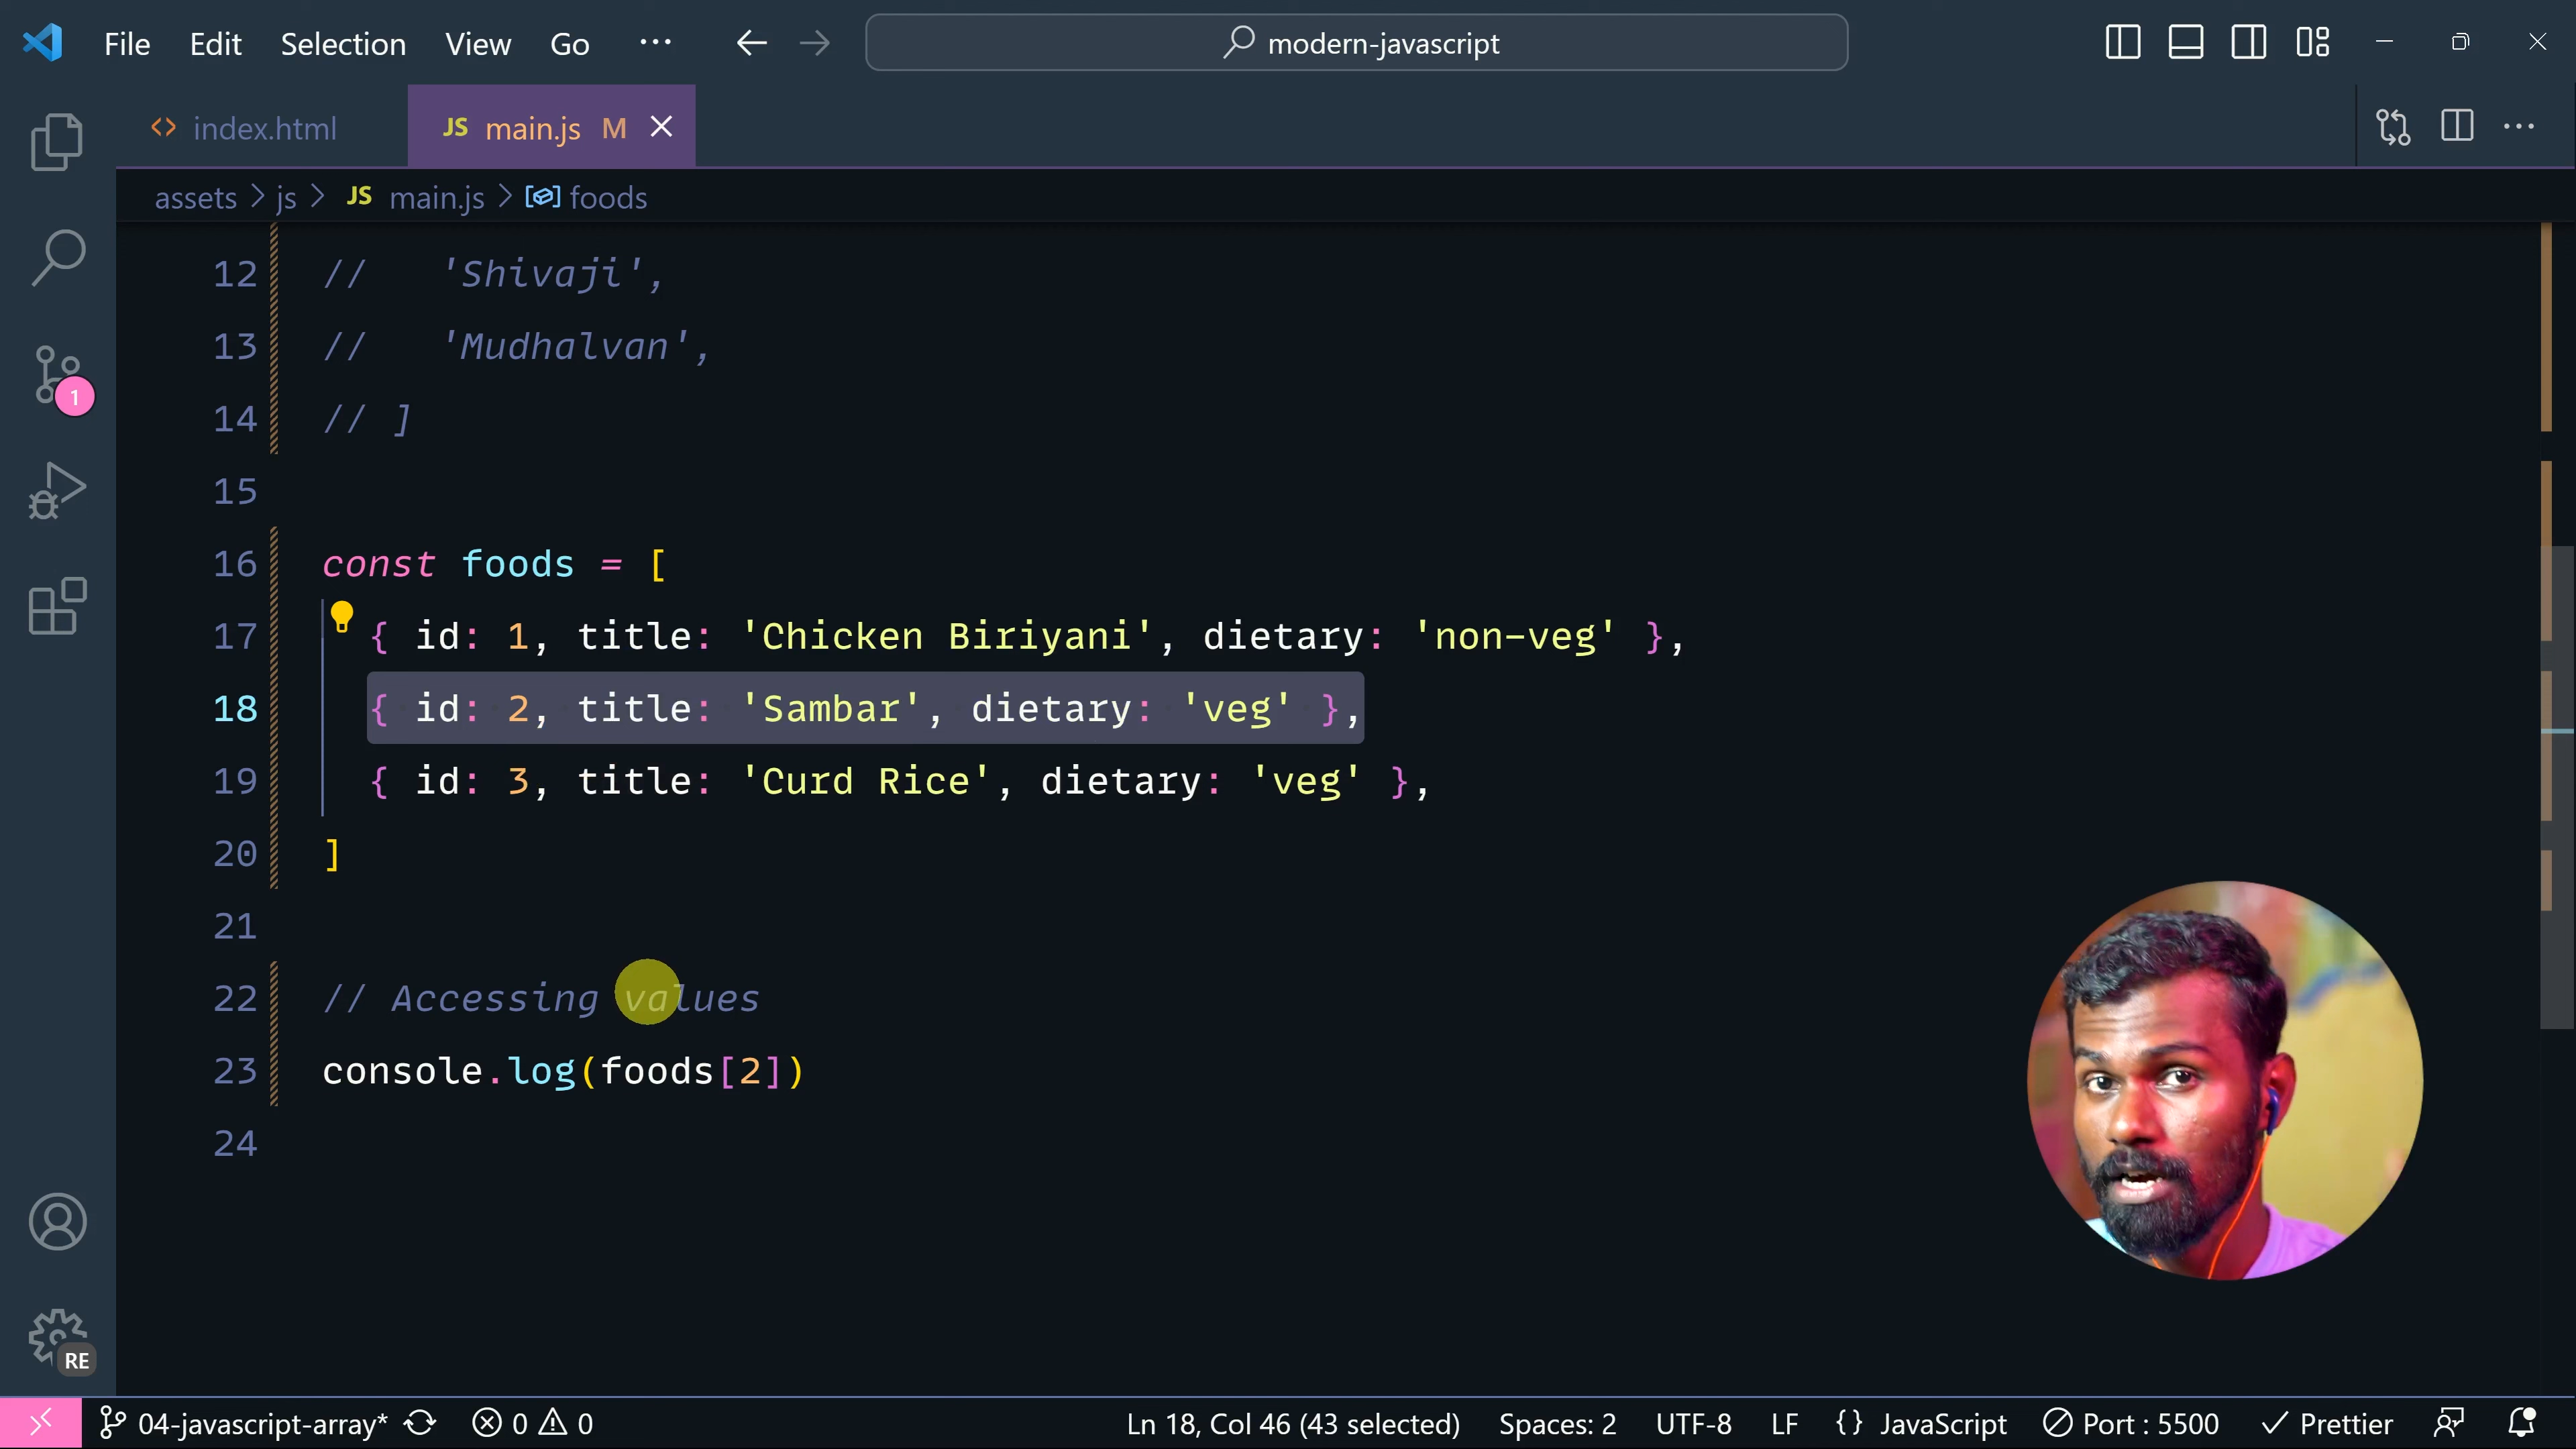 File Edit Selection View Go ··· modern-javascript
index.html JS main.js M
assets > js > JS main.js > foods
12 //   'Shivaji',
13 //   'Mudhalvan',
14 // ]
15
16 const foods = [
17 { id: 1, title: 'Chicken Biriyani', dietary: 'non-veg' },
18 { id: 2, title: 'Sambar', dietary: 'veg' },
19 { id: 3, title: 'Curd Rice', dietary: 'veg' },
20 ]
21
22 // Accessing values
23 console.log(foods[2])
24
1
RE
04-javascript-array* 0 0 Ln 18, Col 46 (43 selected) Spaces: 2 UTF-8 LF {} JavaScript Port : 5500 Prettier